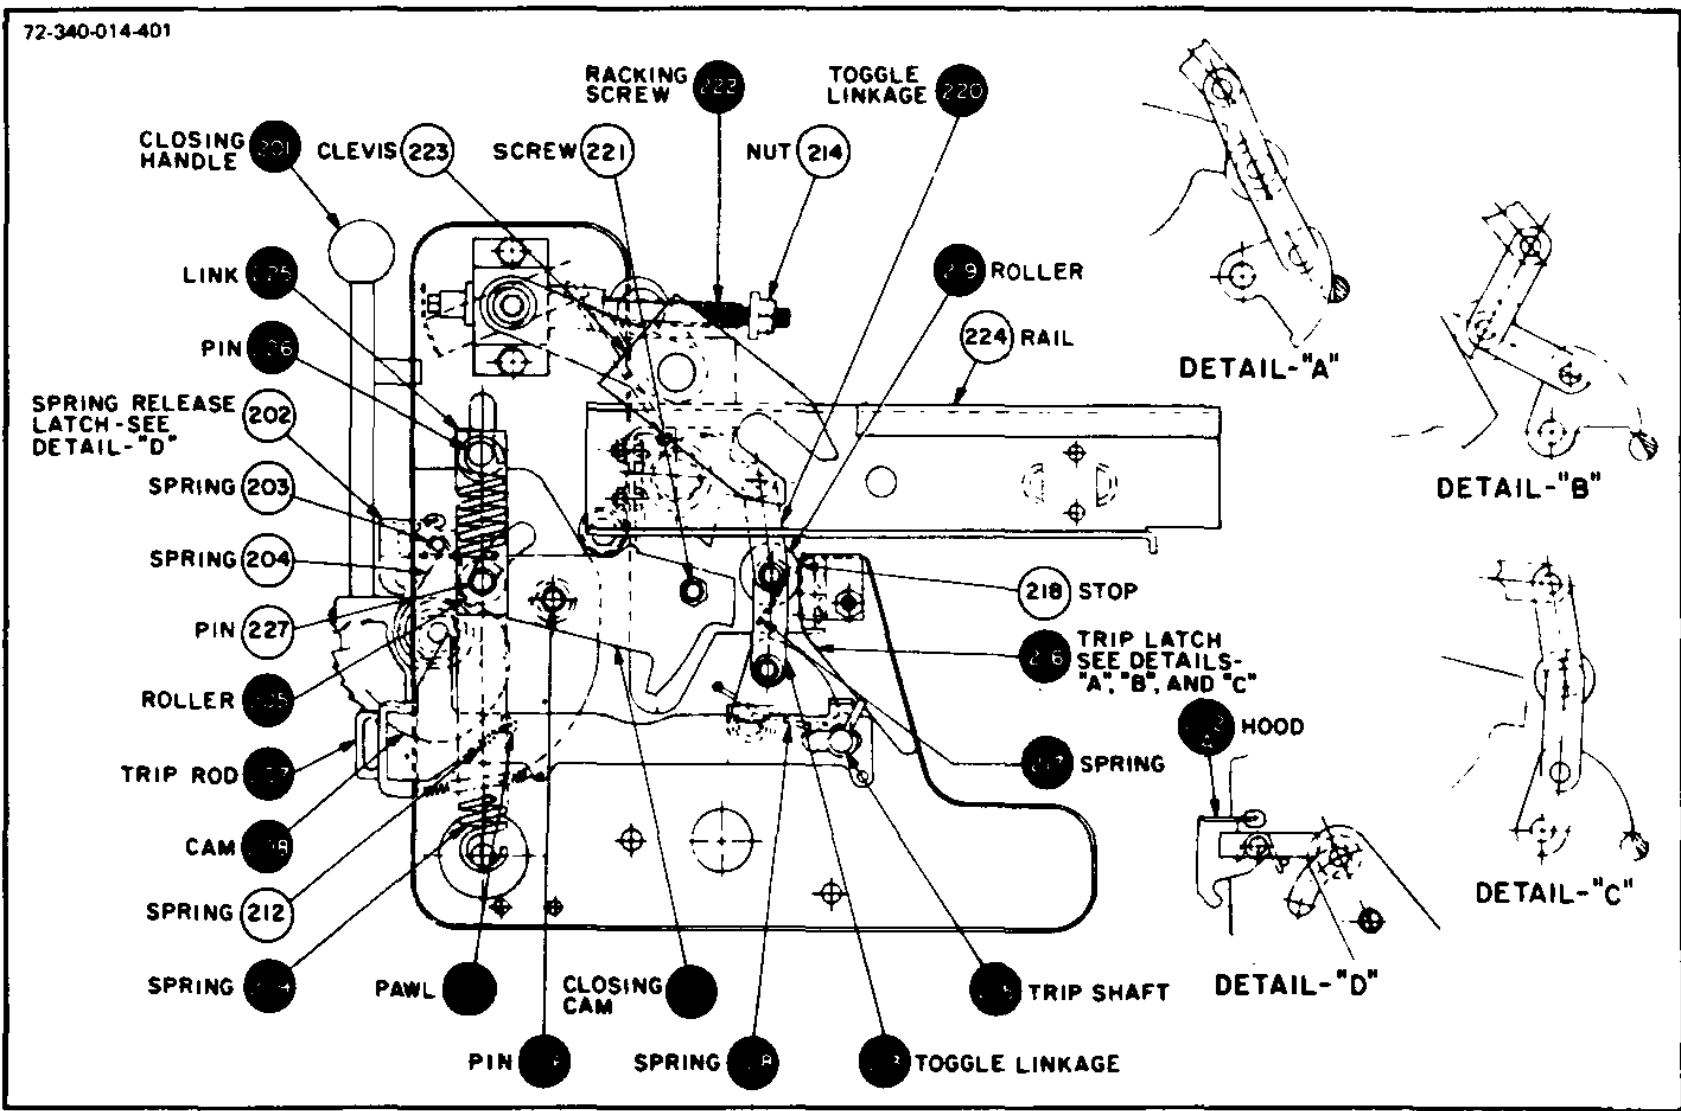 72-340-014-401
RACKING
SCREW 222
TOGGLE
LINKAGE 220
CLOSING
HANDLE 201
CLEVIS 223
SCREW 221
NUT 214
LINK
219 ROLLER
PIN
224 RAIL
DETAIL-"A"
SPRING RELEASE
LATCH-SEE
DETAIL-"D"
202
SPRING 203
DETAIL-"B"
SPRING 204
218 STOP
PIN 227
TRIP LATCH
SEE DETAILS-
"A", "B", AND "C"
ROLLER
HOOD
TRIP ROD
SPRING
CAM
DETAIL-"C"
SPRING 212
SPRING
PAWL
CLOSING
CAM
TRIP SHAFT
DETAIL-"D"
PIN
SPRING
TOGGLE LINKAGE